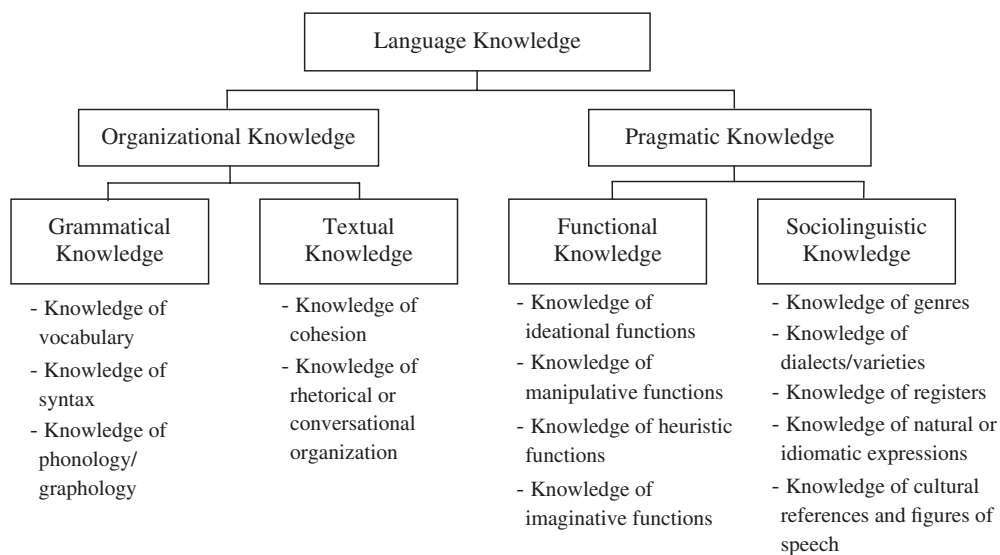 Language Knowledge
Organizational Knowledge
Pragmatic Knowledge
Grammatical
Knowledge
Textual
Knowledge
Functional
Knowledge
Sociolinguistic
Knowledge
- Knowledge of
vocabulary
- Knowledge of
syntax
- Knowledge of
phonology/
graphology
- Knowledge of
cohesion
- Knowledge of
rhetorical or
conversational
organization
- Knowledge of
ideational functions
- Knowledge of
manipulative functions
- Knowledge of heuristic
functions
- Knowledge of
imaginative functions
- Knowledge of genres
- Knowledge of
dialects/varieties
- Knowledge of registers
- Knowledge of natural or
idiomatic expressions
- Knowledge of cultural
references and figures of
speech